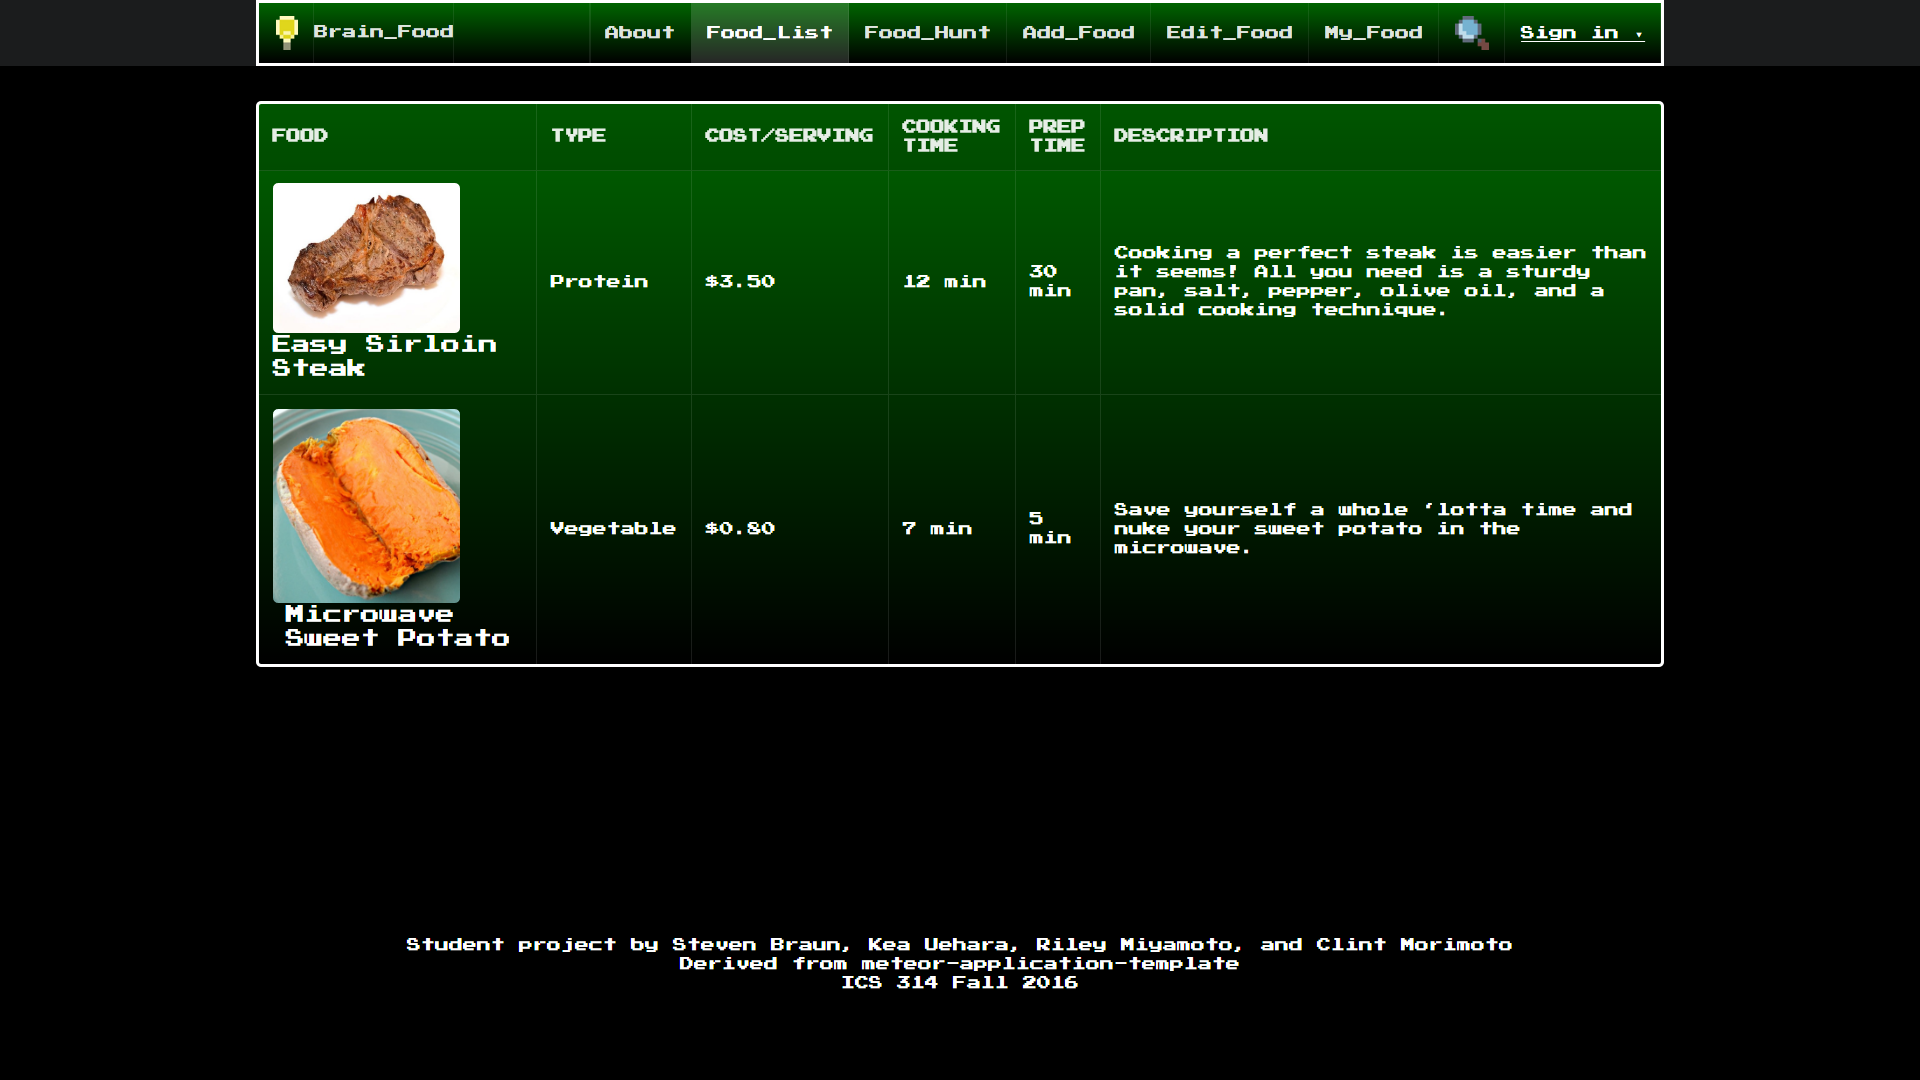 Brain_Food About Food_List Food_Hunt Add_Food Edit_Food My_Food Sign in ▾
FOOD TYPE COST/SERVING COOKING TIME PREP TIME DESCRIPTION
Easy Sirloin
Steak
Protein
$3.50
12 min
30
min
Cooking a perfect steak is easier than
it seems! All you need is a sturdy
pan, salt, pepper, olive oil, and a
solid cooking technique.
Microwave
Sweet Potato
Vegetable
$0.80
7 min
5
min
Save yourself a whole ‘lotta time and
nuke your sweet potato in the
microwave.
Student project by Steven Braun, Kea Uehara, Riley Miyamoto, and Clint Morimoto
Derived from meteor-application-template
ICS 314 Fall 2016